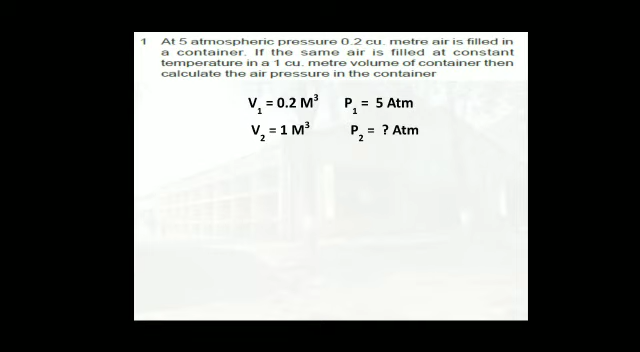 1 At 5 atmospheric pressure 0.2 cu. metre air is filled in
a container. If the same air is filled at constant
temperature in a 1 cu. metre volume of container then
calculate the air pressure in the container
V₁ = 0.2 M³ P₁ = 5 Atm
V₂ = 1 M³ P₂ = ? Atm